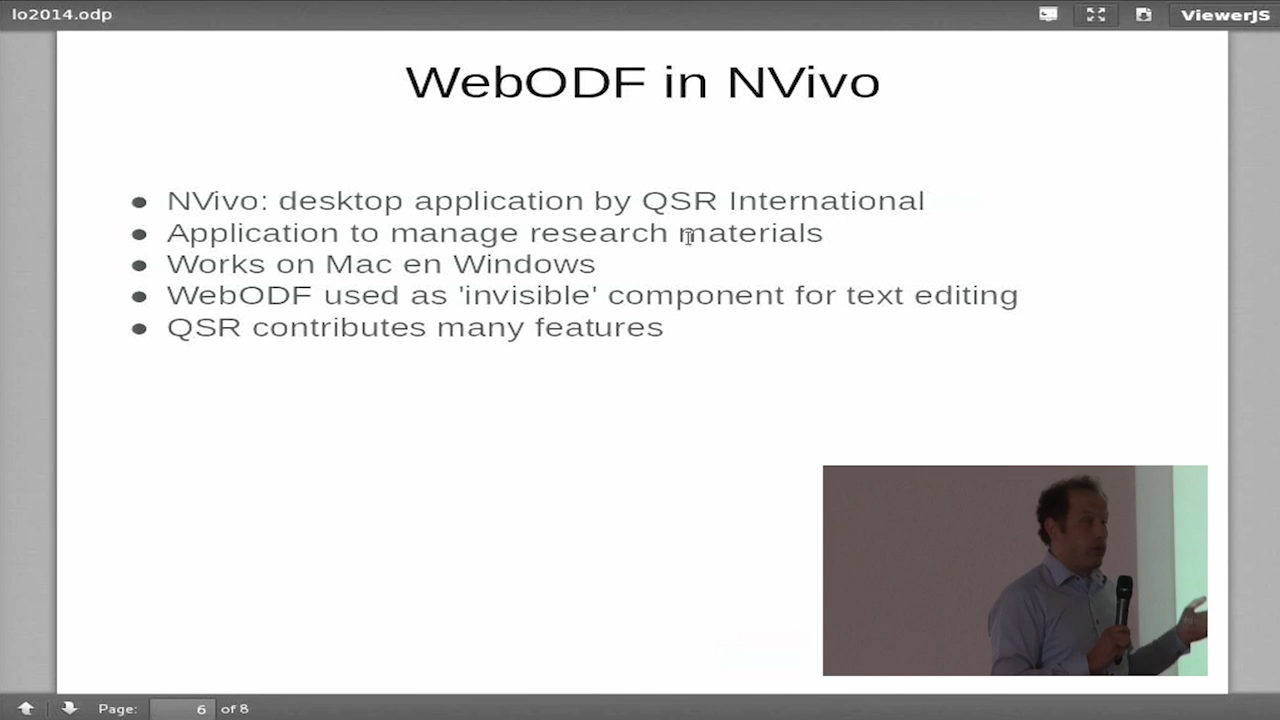 lo2014.odp
ViewerJS
WebODF in NVivo
● NVivo: desktop application by QSR International
● Application to manage research materials
● Works on Mac en Windows
● WebODF used as 'invisible' component for text editing
● QSR contributes many features
Page: 6 of 8